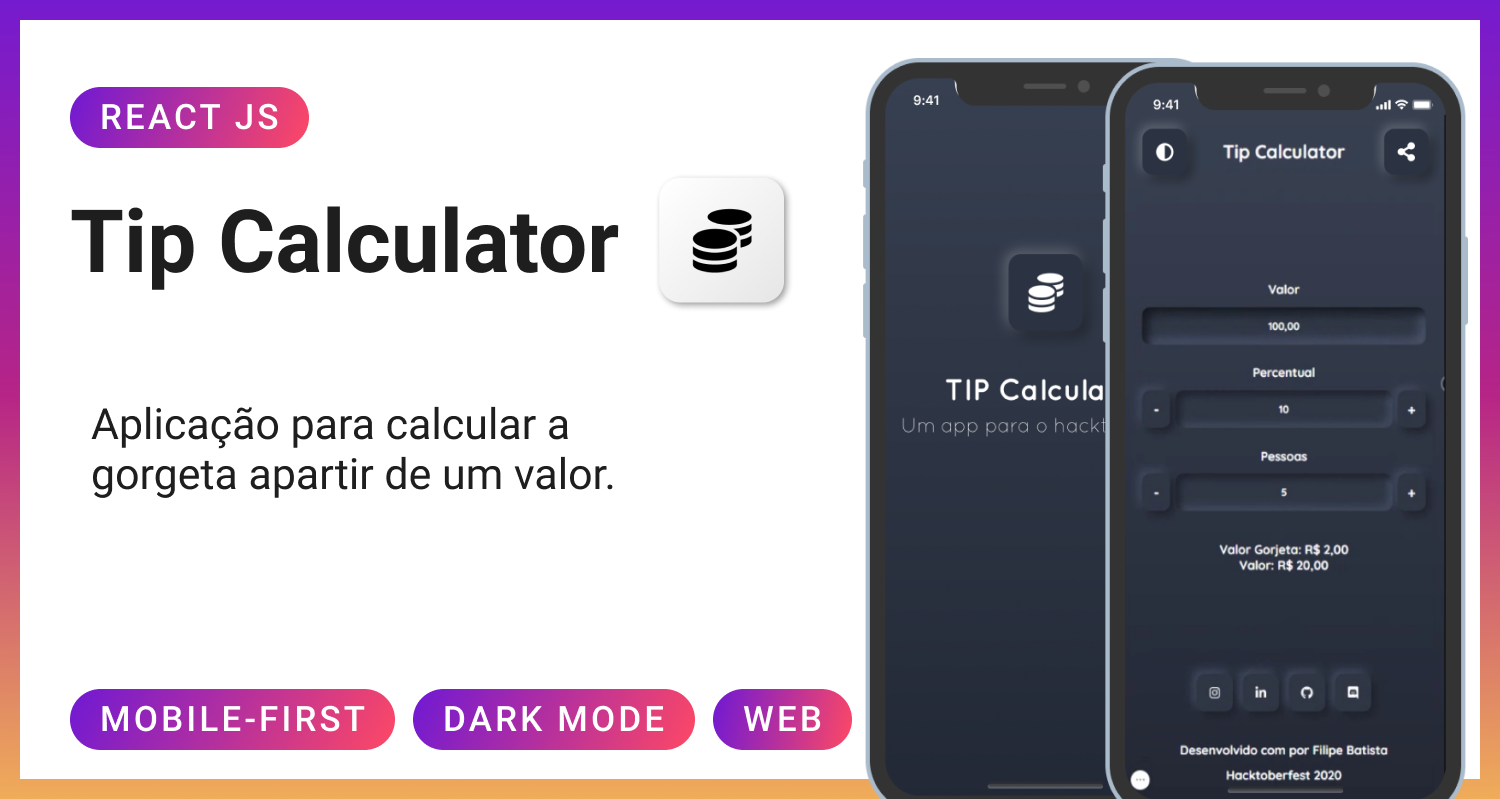 REACT JS
Tip Calculator
Aplicação para calcular a
gorgeta apartir de um valor.
MOBILE-FIRST
DARK MODE
WEB
9:41
TIP Calcula
Um app para o hackt
9:41
Tip Calculator
Valor
100,00
Percentual
-
10
+
Pessoas
-
5
+
Valor Gorjeta: R$ 2,00
Valor: R$ 20,00
in
Desenvolvido com por Filipe Batista
Hacktoberfest 2020